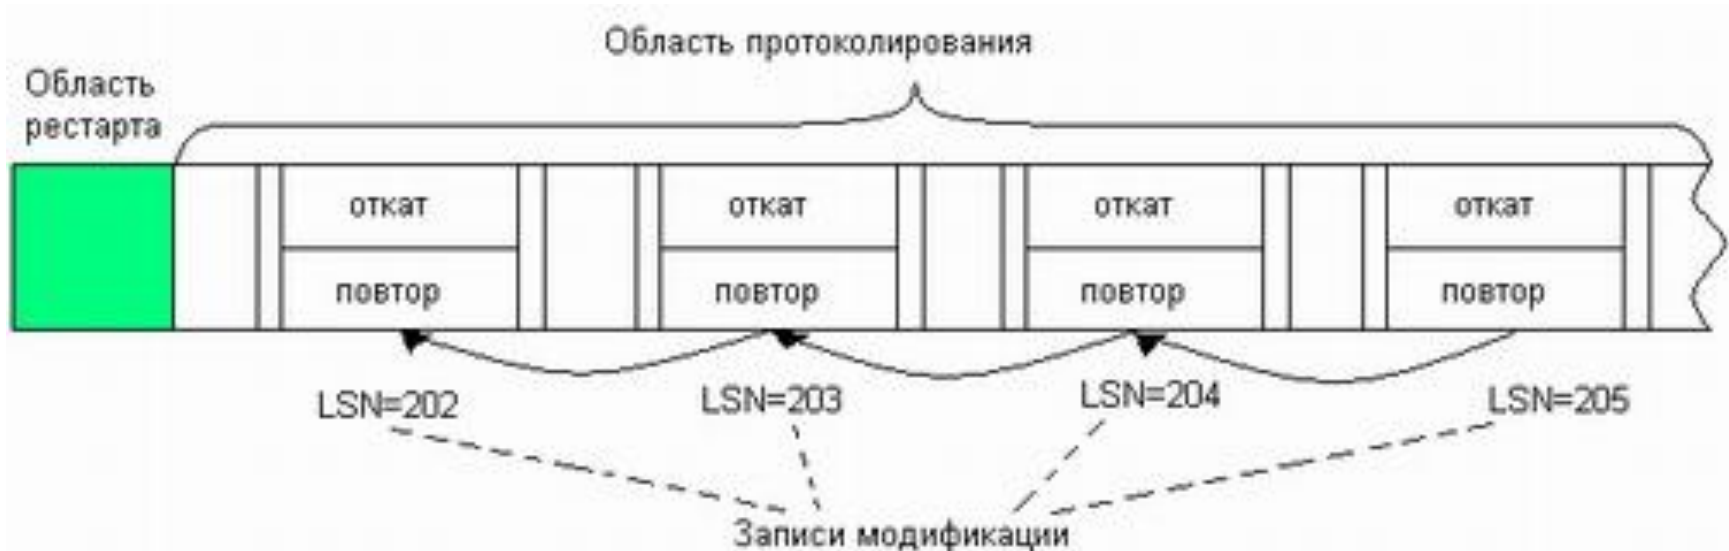 Область протоколирования
Область
рестарта
откат
откат
откат
откат
повтор
повтор
повтор
повтор
LSN=202
LSN=203
LSN=204
LSN=205
Записи модификации